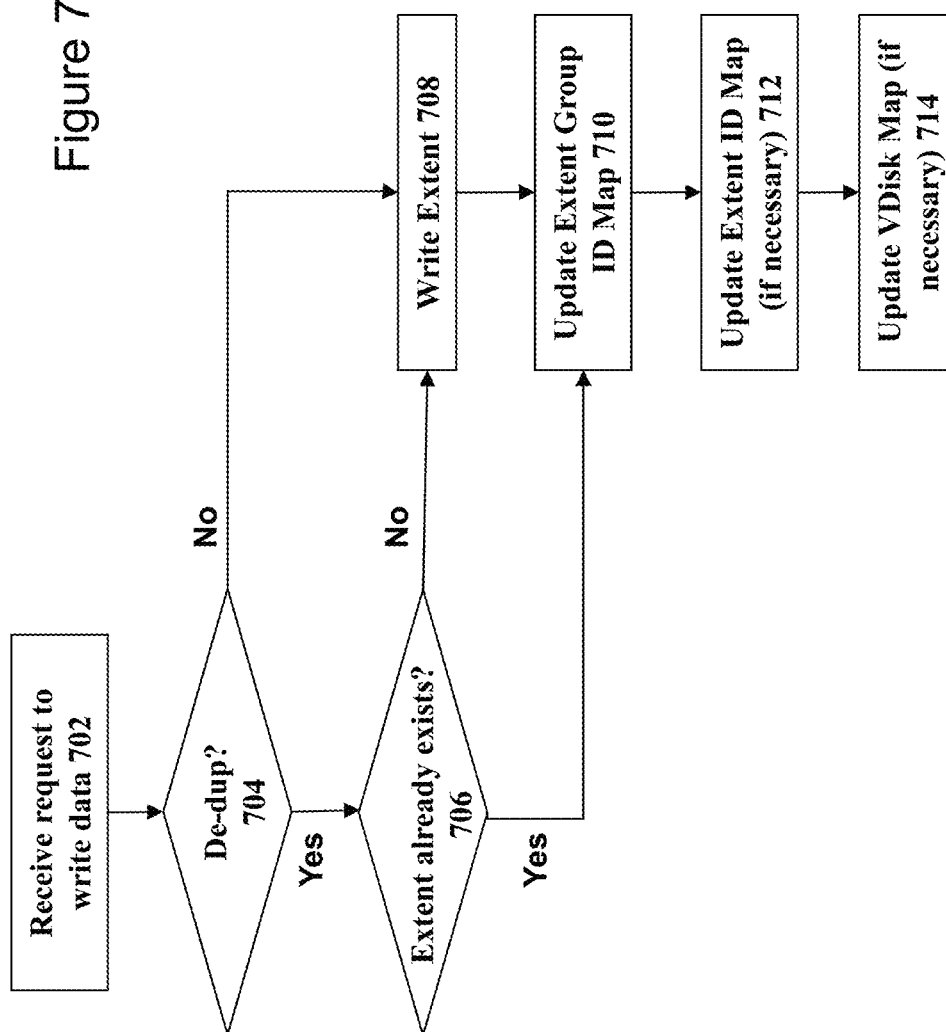 Figure 7
Receive request to
write data 702
De-dup?
704
No
Yes
Extent already exists?
706
No
Yes
Write Extent 708
Update Extent Group
ID Map 710
Update Extent ID Map
(if necessary) 712
Update VDisk Map (if
necessary) 714